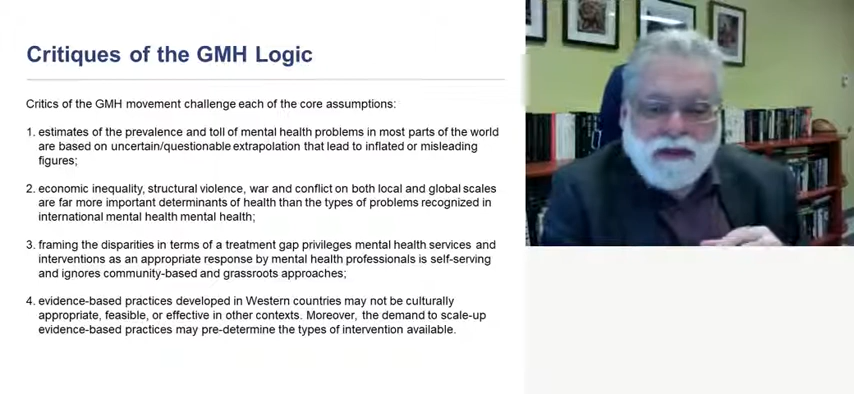 Critiques of the GMH Logic
Critics of the GMH movement challenge each of the core assumptions:
1. estimates of the prevalence and toll of mental health problems in most parts of the world
are based on uncertain/questionable extrapolation that lead to inflated or misleading
figures;
2. economic inequality, structural violence, war and conflict on both local and global scales
are far more important determinants of health than the types of problems recognized in
international mental health mental health;
3. framing the disparities in terms of a treatment gap privileges mental health services and
interventions as an appropriate response by mental health professionals is self-serving
and ignores community-based and grassroots approaches;
4. evidence-based practices developed in Western countries may not be culturally
appropriate, feasible, or effective in other contexts. Moreover, the demand to scale-up
evidence-based practices may pre-determine the types of intervention available.